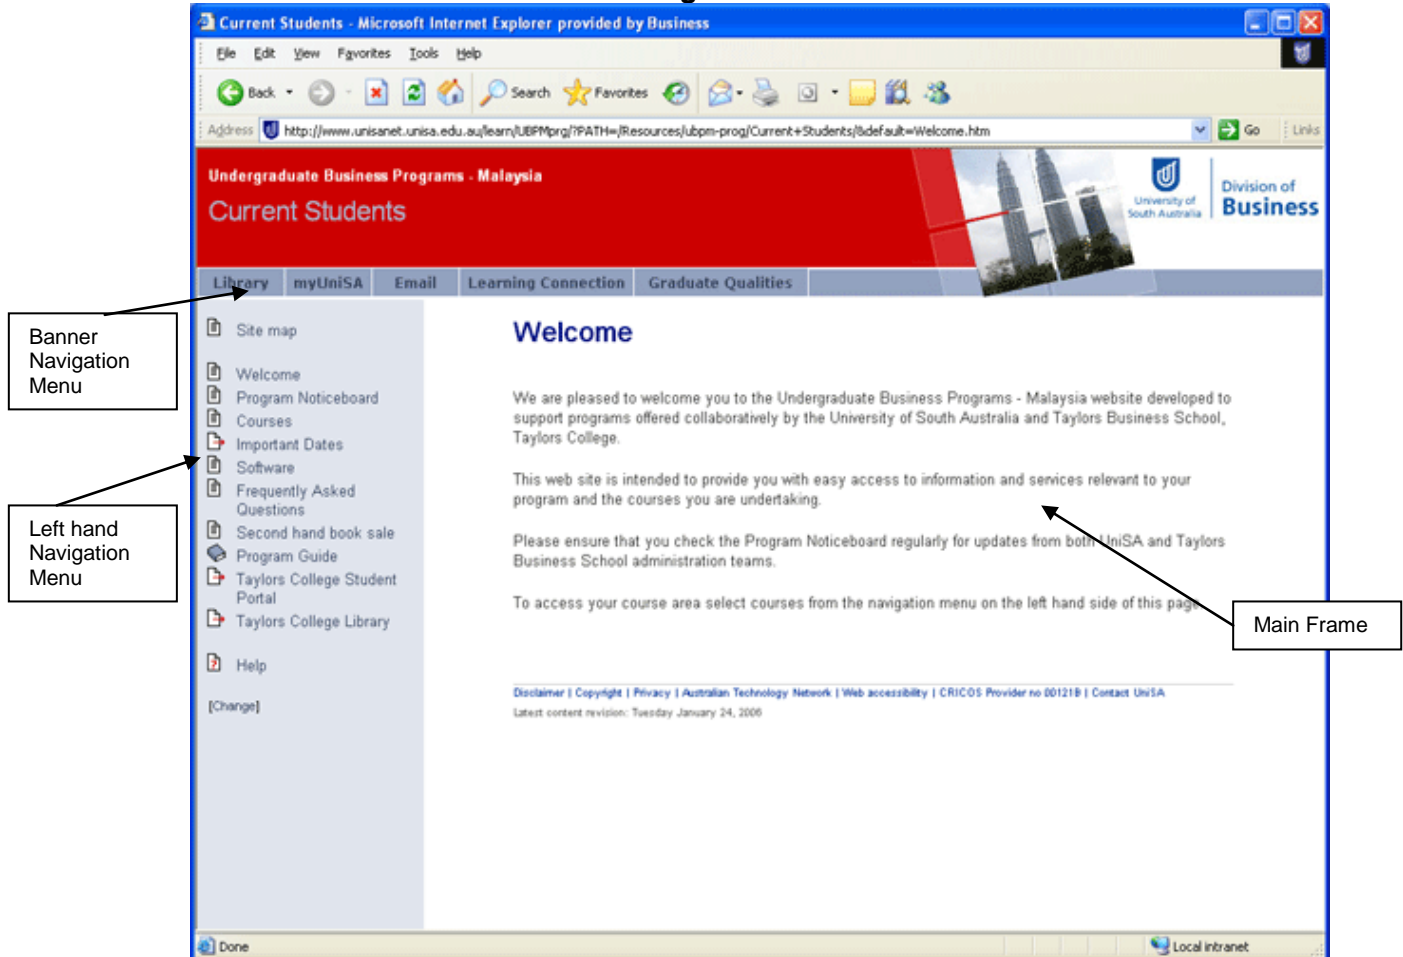 Current Students - Microsoft Internet Explorer provided by Business
File Edit View Favorites Tools Help
Back Search Favorites
Address http://www.unisanet.unisa.edu.au/learn/UBPMprg/?PATH=/Resources/ubpm-prog/Current+Students/&default=Welcome.htm Go Links
Undergraduate Business Programs - Malaysia
Current Students
University of
South Australia
Division of
Business
Library myUniSA Email Learning Connection Graduate Qualities
Banner
Navigation
Menu
Left hand
Navigation
Menu
Site map
Welcome
Program Noticeboard
Courses
Important Dates
Software
Frequently Asked
Questions
Second hand book sale
Program Guide
Taylors College Student
Portal
Taylors College Library
Help
[Change]
Welcome
We are pleased to welcome you to the Undergraduate Business Programs - Malaysia website developed to
support programs offered collaboratively by the University of South Australia and Taylors Business School,
Taylors College.
This web site is intended to provide you with easy access to information and services relevant to your
program and the courses you are undertaking.
Please ensure that you check the Program Noticeboard regularly for updates from both UniSA and Taylors
Business School administration teams.
To access your course area select courses from the navigation menu on the left hand side of this page
Main Frame
Disclaimer | Copyright | Privacy | Australian Technology Network | Web accessibility | CRICOS Provider no 00121B | Contact UniSA
Latest content revision: Tuesday January 24, 2006
Done
Local intranet